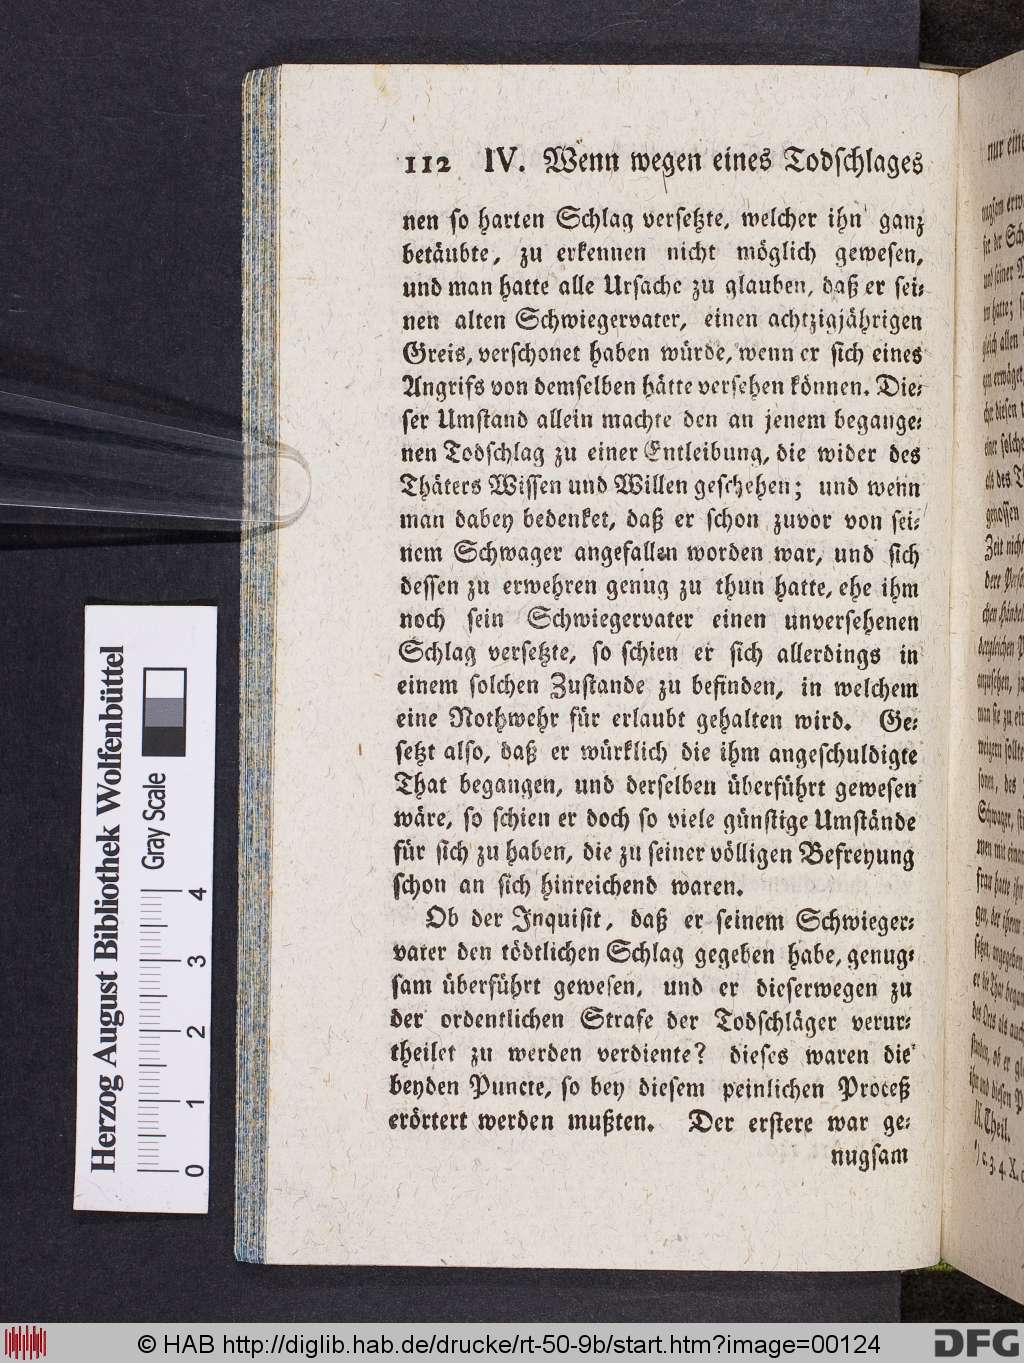 112 IV. Wenn wegen eines Todschlages
nen so harten Schlag versetzte, welcher ihn ganz
betäubte, zu erkennen nicht möglich gewesen,
und man hatte alle Ursache zu glauben, daß er sei-
nen alten Schwiegervater, einen achtzigjährigen
Greis, verschonet haben würde, wenn er sich eines
Angrifs von demselben hätte versehen können. Die-
ser Umstand allein machte den an jenem begange-
nen Todschlag zu einer Entleibung, die wider des
Thäters Wissen und Willen geschehen; und wenn
man dabey bedenket, daß er schon zuvor von sei-
nem Schwager angefallen worden war, und sich
dessen zu erwehren genug zu thun hatte, ehe ihm
noch sein Schwiegervater einen unversehenen
Schlag versetzte, so schien er sich allerdings in
einem solchen Zustande zu befinden, in welchem
eine Nothwehr für erlaubt gehalten wird. Ge-
setzt also, daß er würklich die ihm angeschuldigte
That begangen, und derselben überführt gewesen
wäre, so schien er doch so viele günstige Umstände
für sich zu haben, die zu seiner völligen Befreyung
schon an sich hinreichend waren.
Ob der Inquisit, daß er seinem Schwieger-
vater den tödtlichen Schlag gegeben habe, genug-
sam überführt gewesen, und er dieserwegen zu
der ordentlichen Strafe der Todschläger verur-
theilet zu werden verdiente? dieses waren die
beyden Puncte, so bey diesem peinlichen Proceß
erörtert werden mußten. Der erstere war ge-
nugsam
nur eine
gleich allen
genossen
Zeit nicht
Schwager,
IV. Theil.
Herzog August Bibliothek Wolfenbüttel
Gray Scale
0 1 2 3 4
© HAB http://diglib.hab.de/drucke/rt-50-9b/start.htm?image=00124
DFG